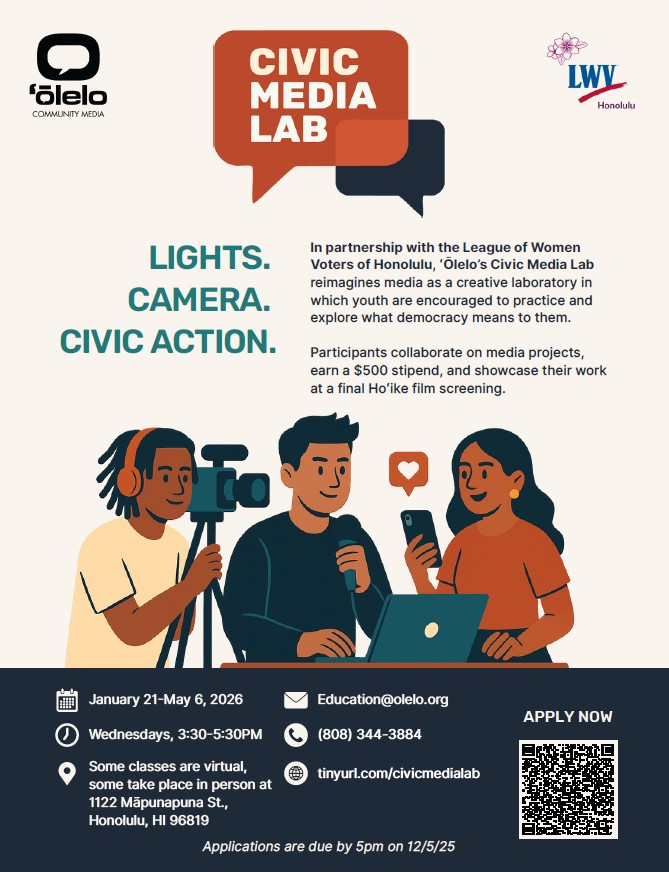 ʻōlelo
COMMUNITY MEDIA
CIVIC
MEDIA
LAB
LWV
Honolulu
LIGHTS.
CAMERA.
CIVIC ACTION.
In partnership with the League of Women
Voters of Honolulu, ʻŌlelo's Civic Media Lab
reimagines media as a creative laboratory in
which youth are encouraged to practice and
explore what democracy means to them.
Participants collaborate on media projects,
earn a $500 stipend, and showcase their work
at a final Hoʻike film screening.
January 21-May 6, 2026
Wednesdays, 3:30-5:30PM
Some classes are virtual,
some take place in person at
1122 Māpunapuna St.,
Honolulu, HI 96819
Education@olelo.org
(808) 344-3884
tinyurl.com/civicmedialab
APPLY NOW
Applications are due by 5pm on 12/5/25